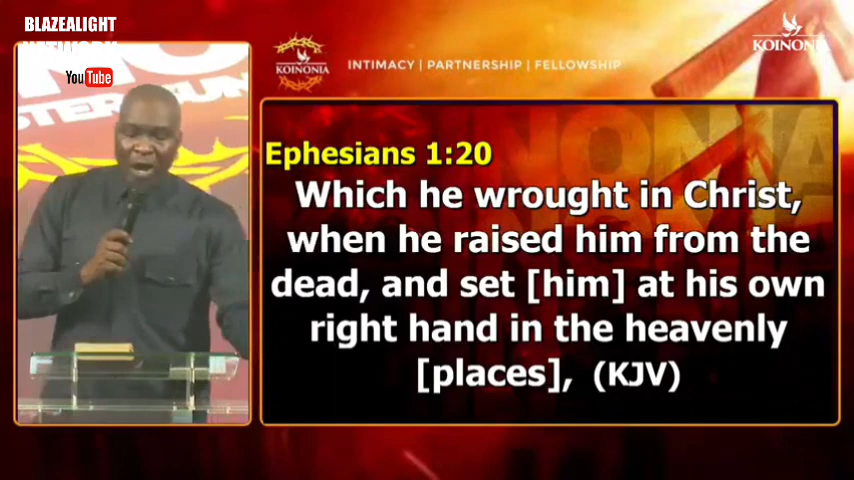 BLAZEALIGHT
NETWORK
YouTube
KOINONIA
INTIMACY | PARTNERSHIP | FELLOWSHIP
KOINONIA
Ephesians 1:20
Which he wrought in Christ,
when he raised him from the
dead, and set [him] at his own
right hand in the heavenly
[places], (KJV)